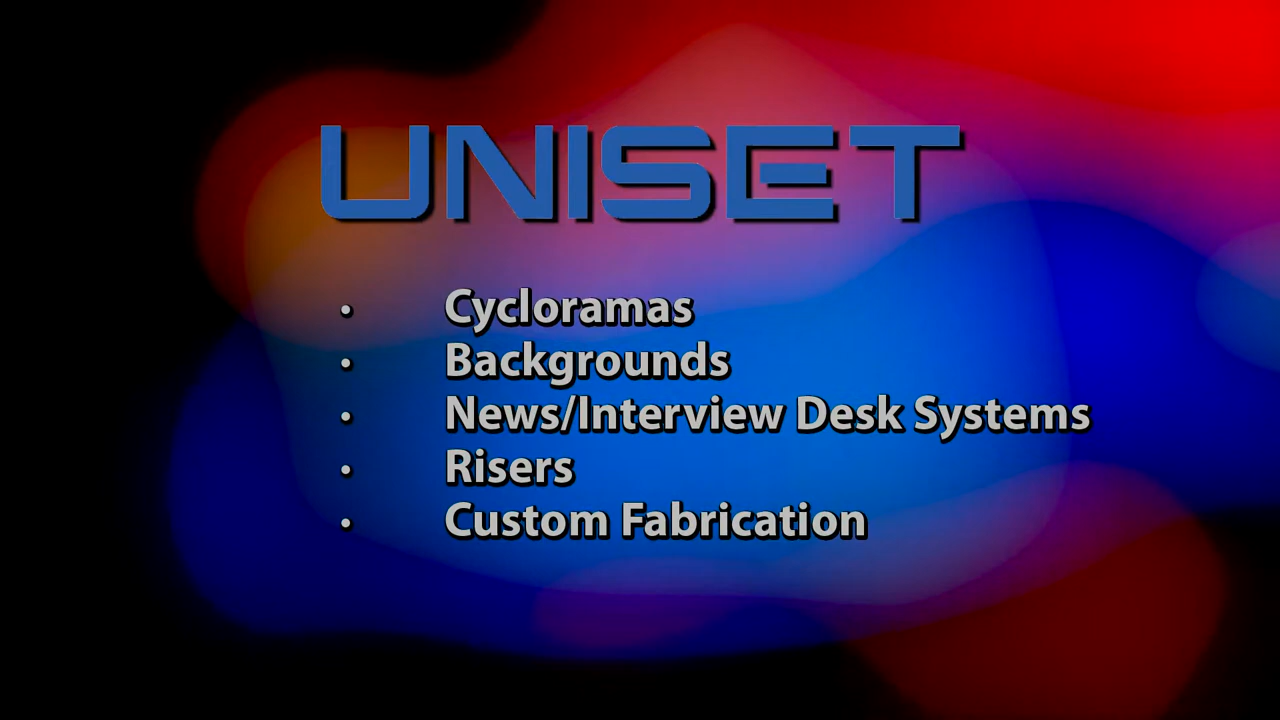 UNISET
• Cycloramas
• Backgrounds
• News/Interview Desk Systems
• Risers
• Custom Fabrication